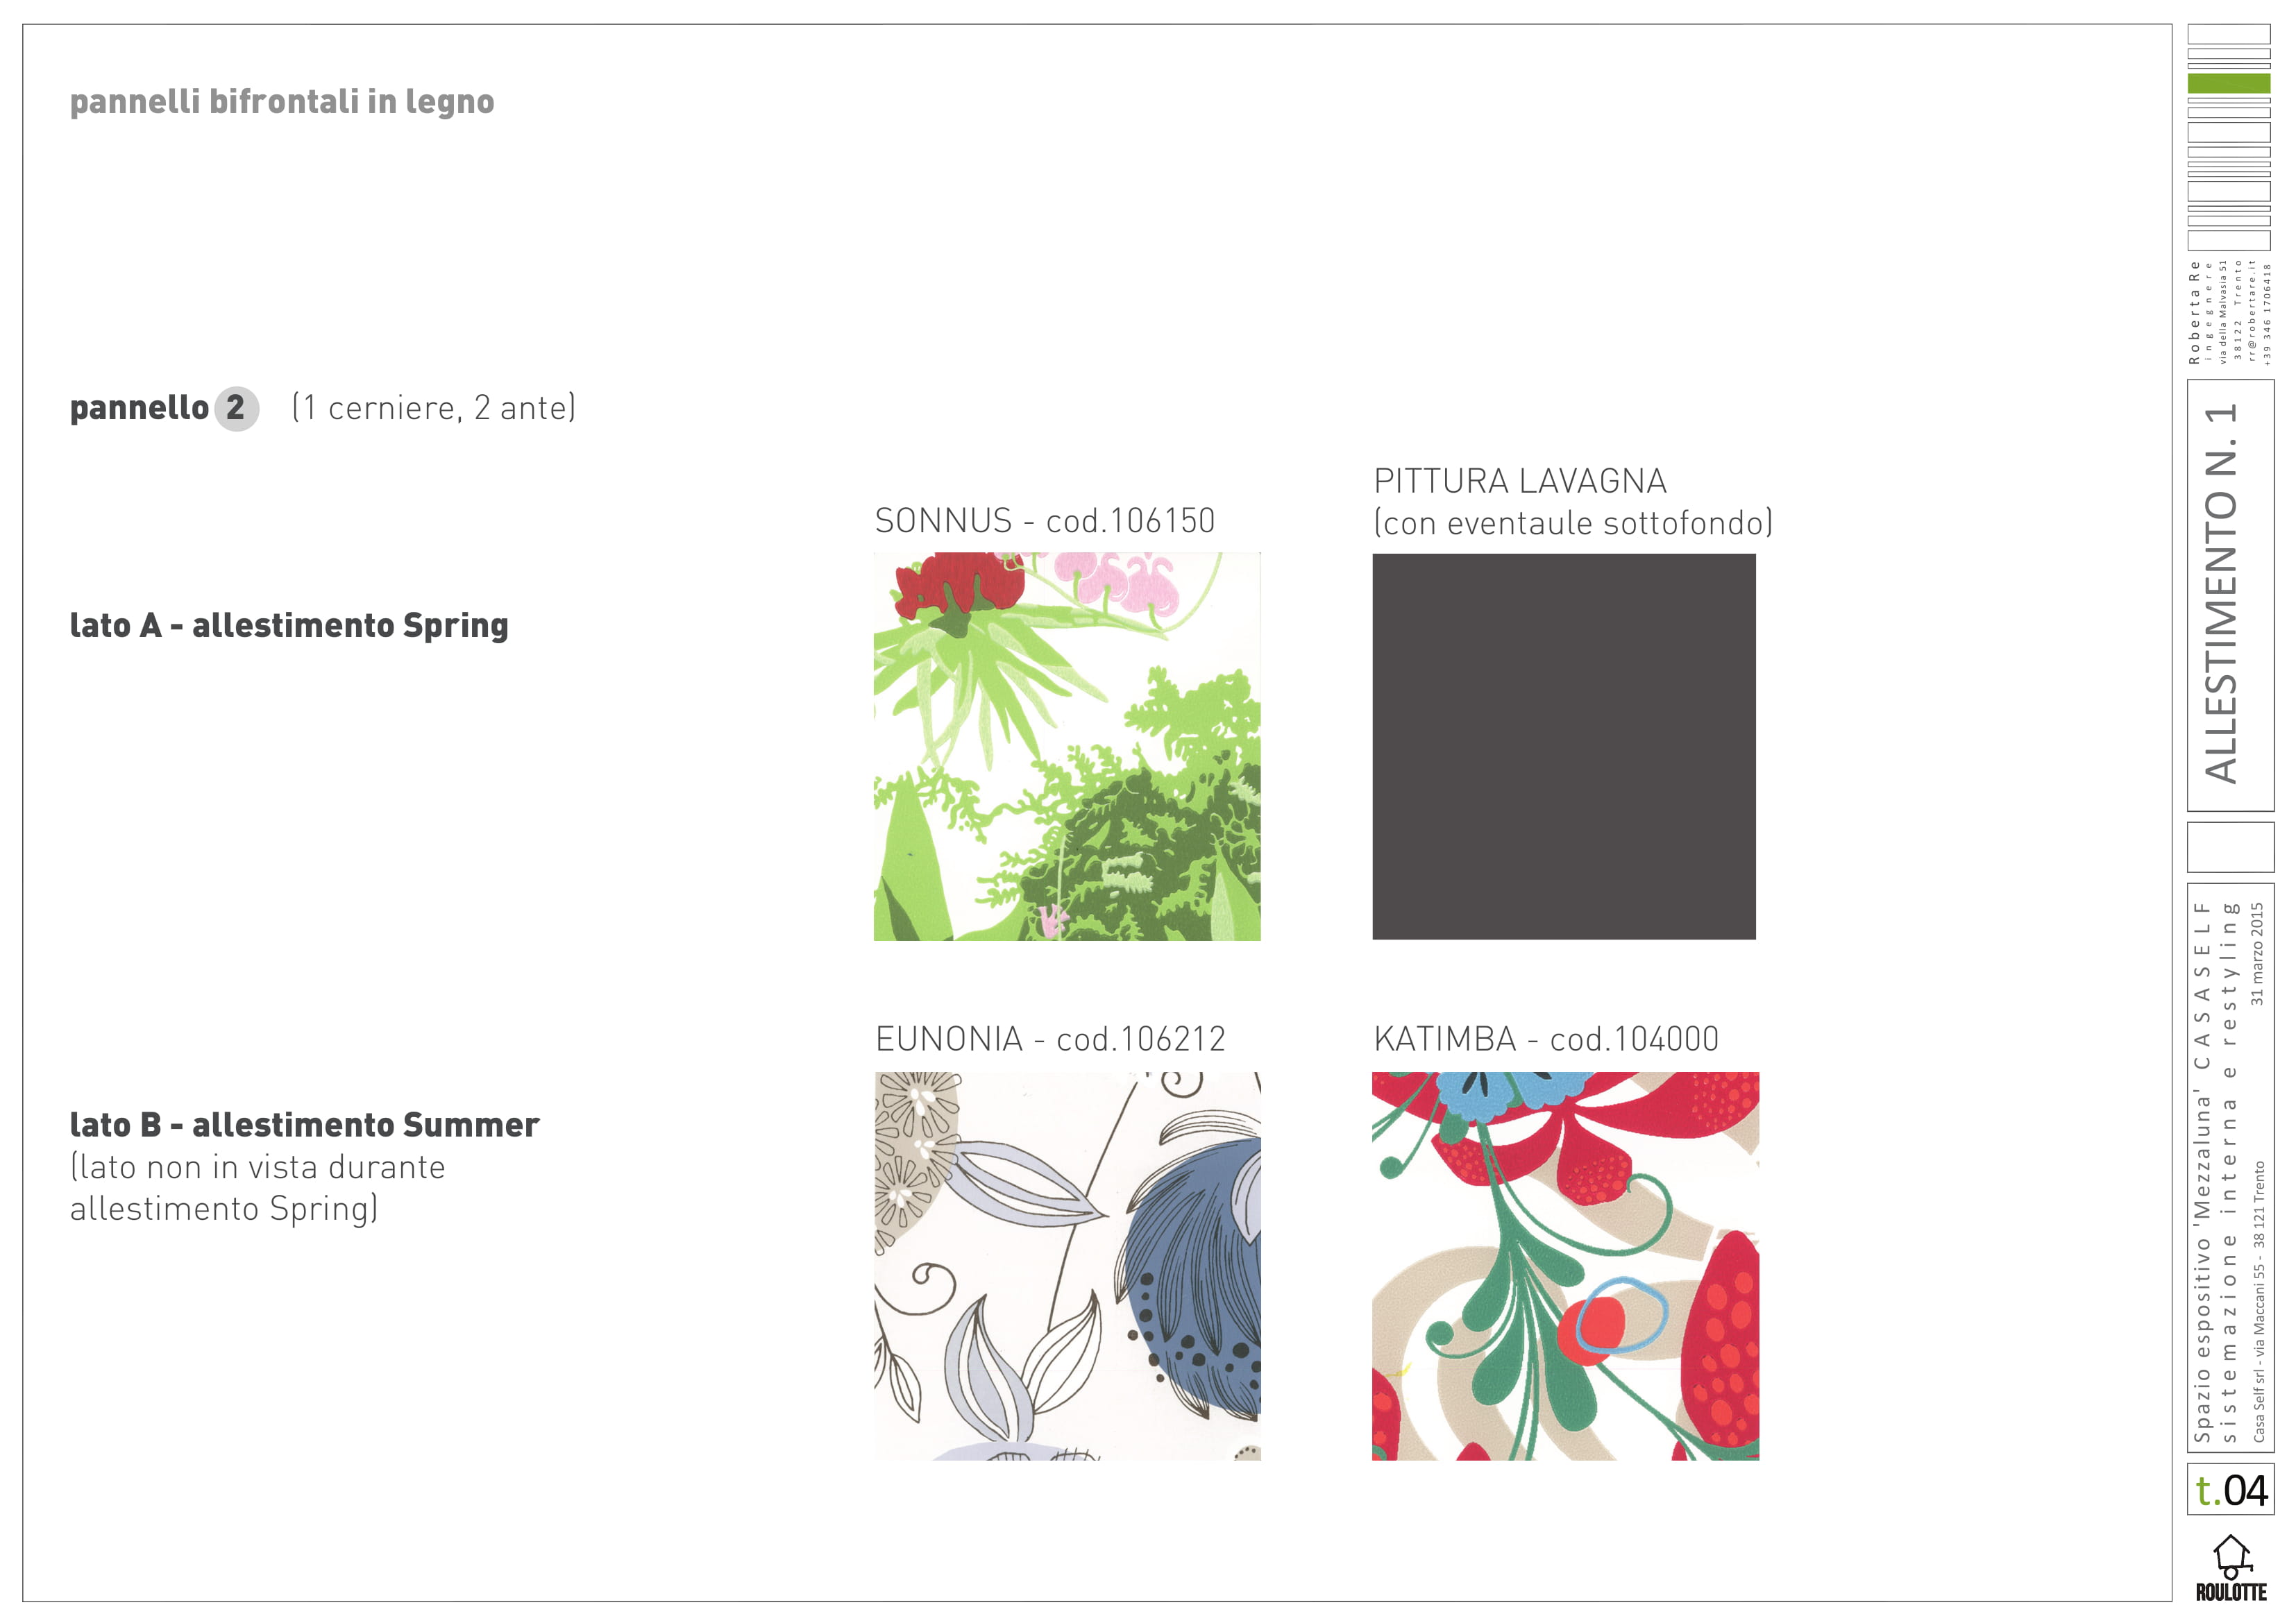 pannelli bifrontali in legno
pannello 2 (1 cerniere, 2 ante)
SONNUS - cod.106150
PITTURA LAVAGNA
(con eventaule sottofondo)
lato A - allestimento Spring
EUNONIA - cod.106212
KATIMBA - cod.104000
lato B - allestimento Summer
(lato non in vista durante
allestimento Spring)
Roberta Re
ingegnere
via della Malvasia 51
38122 Trento
rr@robertare.it
+39 346 1706418
ALLESTIMENTO N. 1
Spazio espositivo 'Mezzaluna' CASASELF
sistemazione interna e restyling
Casa Self srl - via Maccani 55 - 38 121 Trento 31 marzo 2015
t.04
ROULOTTE